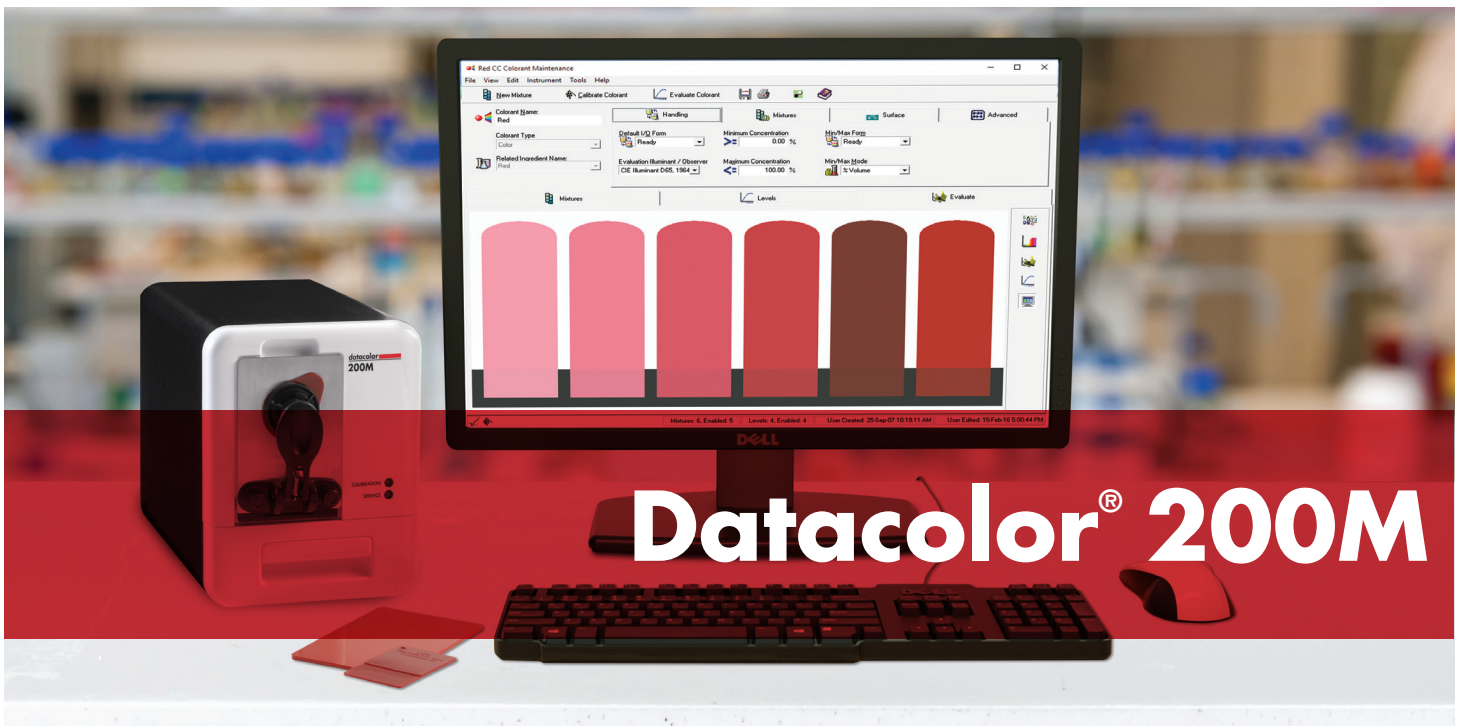 Red CC Colorant Maintenance
File View Edit Instrument Tools Help
New Mixture Calibrate Colorant Evaluate Colorant
Colorant Name:
Red
Colorant Type
Color
Related Ingredient Name:
Red
Handling Mixtures Surface Advanced
Default I/O Form
Ready
Minimum Concentration
>= 0.00 %
Min/Max Form
Ready
Evaluation Illuminant / Observer
CIE Illuminant D65, 1964
Maximum Concentration
<= 100.00 %
Min/Max Mode
% Volume
Mixtures Levels Evaluate
Mixtures: 6, Enabled: 5 Levels: 4, Enabled: 4 User Created: 25-Sep-07 10:19:11 AM User Edited: 15-Feb-16 5:00:44 PM
DELL
datacolor
200M
CALIBRATION
SERVICE
Datacolor® 200M